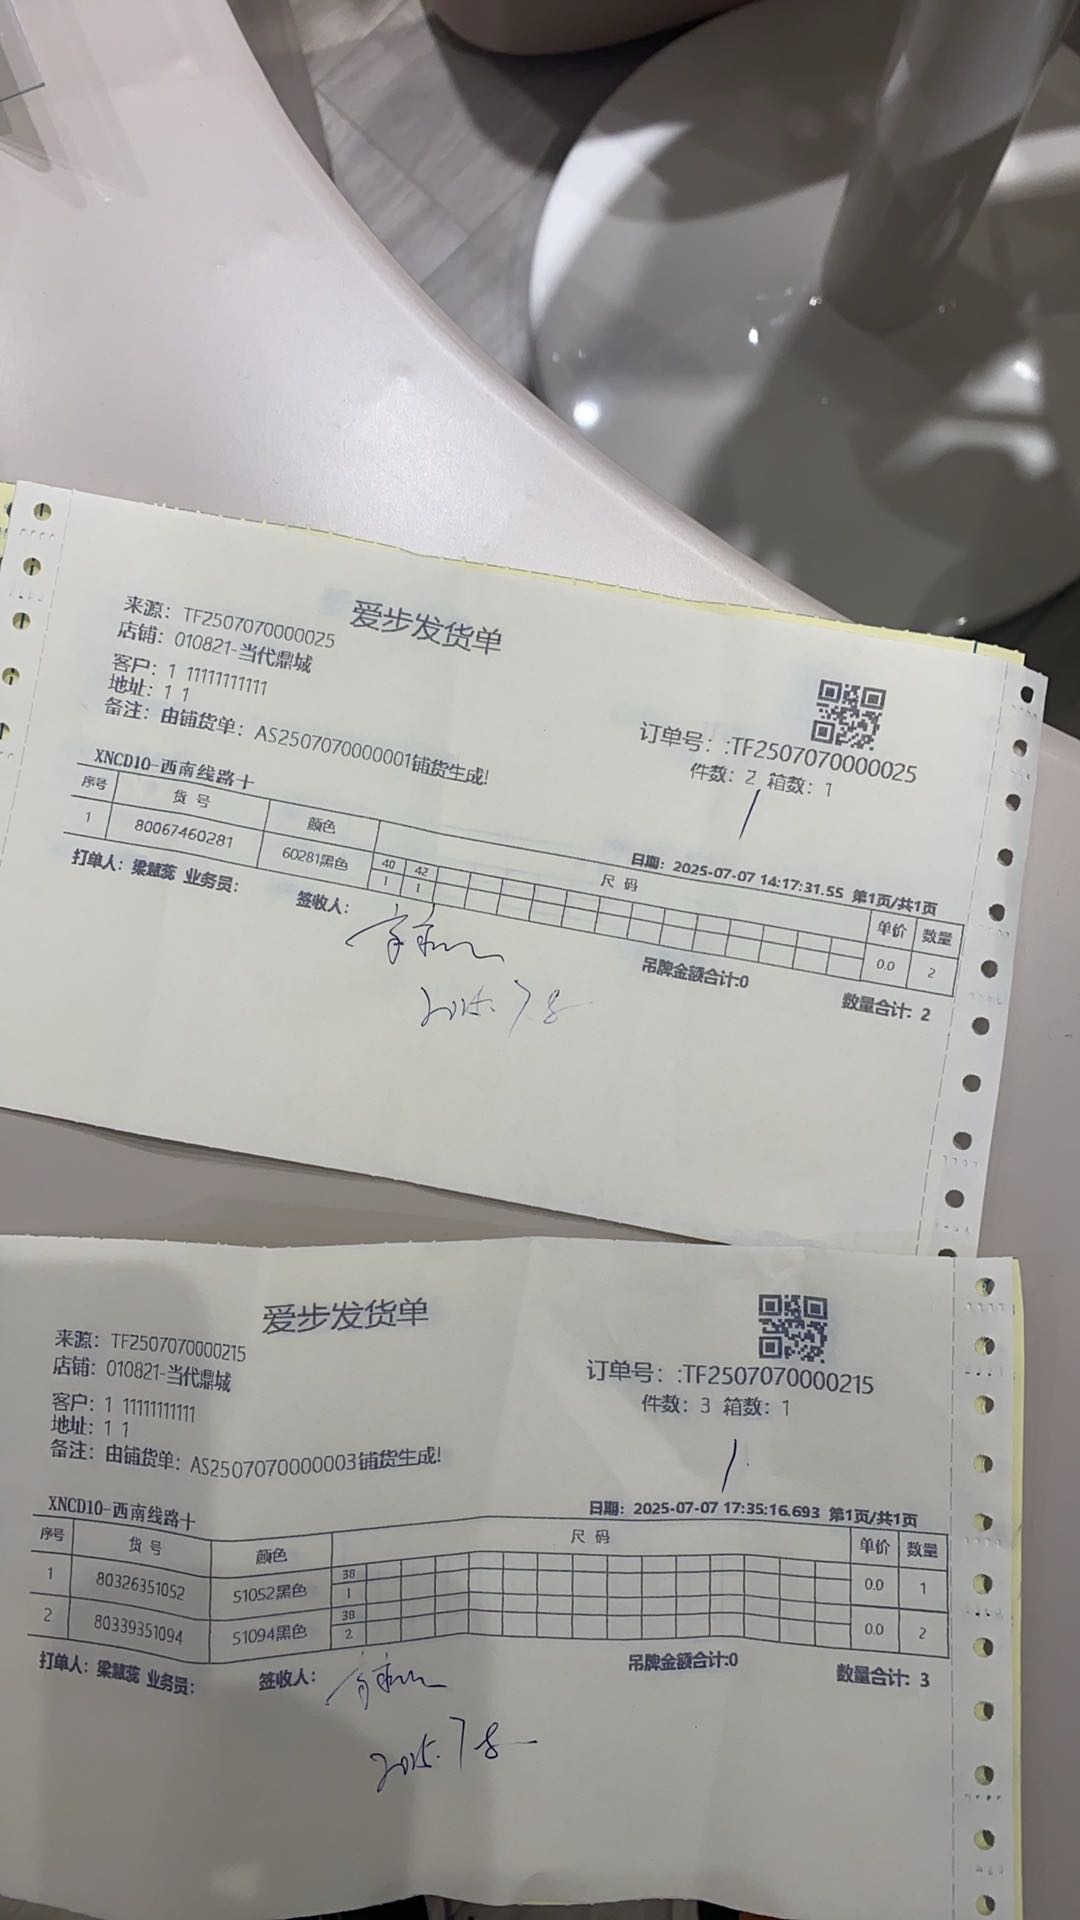 爱步发货单
来源：TF2507070000025
店铺：010821-当代鼎城
客户：1 11111111111
地址：1 1
备注：由铺货单：AS2507070000001铺货生成!
订单号：:TF2507070000025
件数：2 箱数：1
XNCD10-西南线路十
日期：2025-07-07 14:17:31.55 第1页/共1页
序号 货号 颜色 尺码 单价 数量
40 42
1 80067460281 60281黑色 1 1 0.0 2
打单人：梁慧蕊 业务员： 签收人： 吊牌金额合计:0 数量合计：2
2025.7.8
爱步发货单
来源：TF2507070000215
店铺：010821-当代鼎城
客户：1 11111111111
地址：1 1
备注：由铺货单：AS2507070000003铺货生成!
订单号：:TF2507070000215
件数：3 箱数：1
XNCD10-西南线路十
日期：2025-07-07 17:35:16.693 第1页/共1页
序号 货号 颜色 尺码 单价 数量
38
1 80326351052 51052黑色 1 0.0 1
38
2 80339351094 51094黑色 2 0.0 2
打单人：梁慧蕊 业务员： 签收人： 吊牌金额合计:0 数量合计：3
2025.7 8